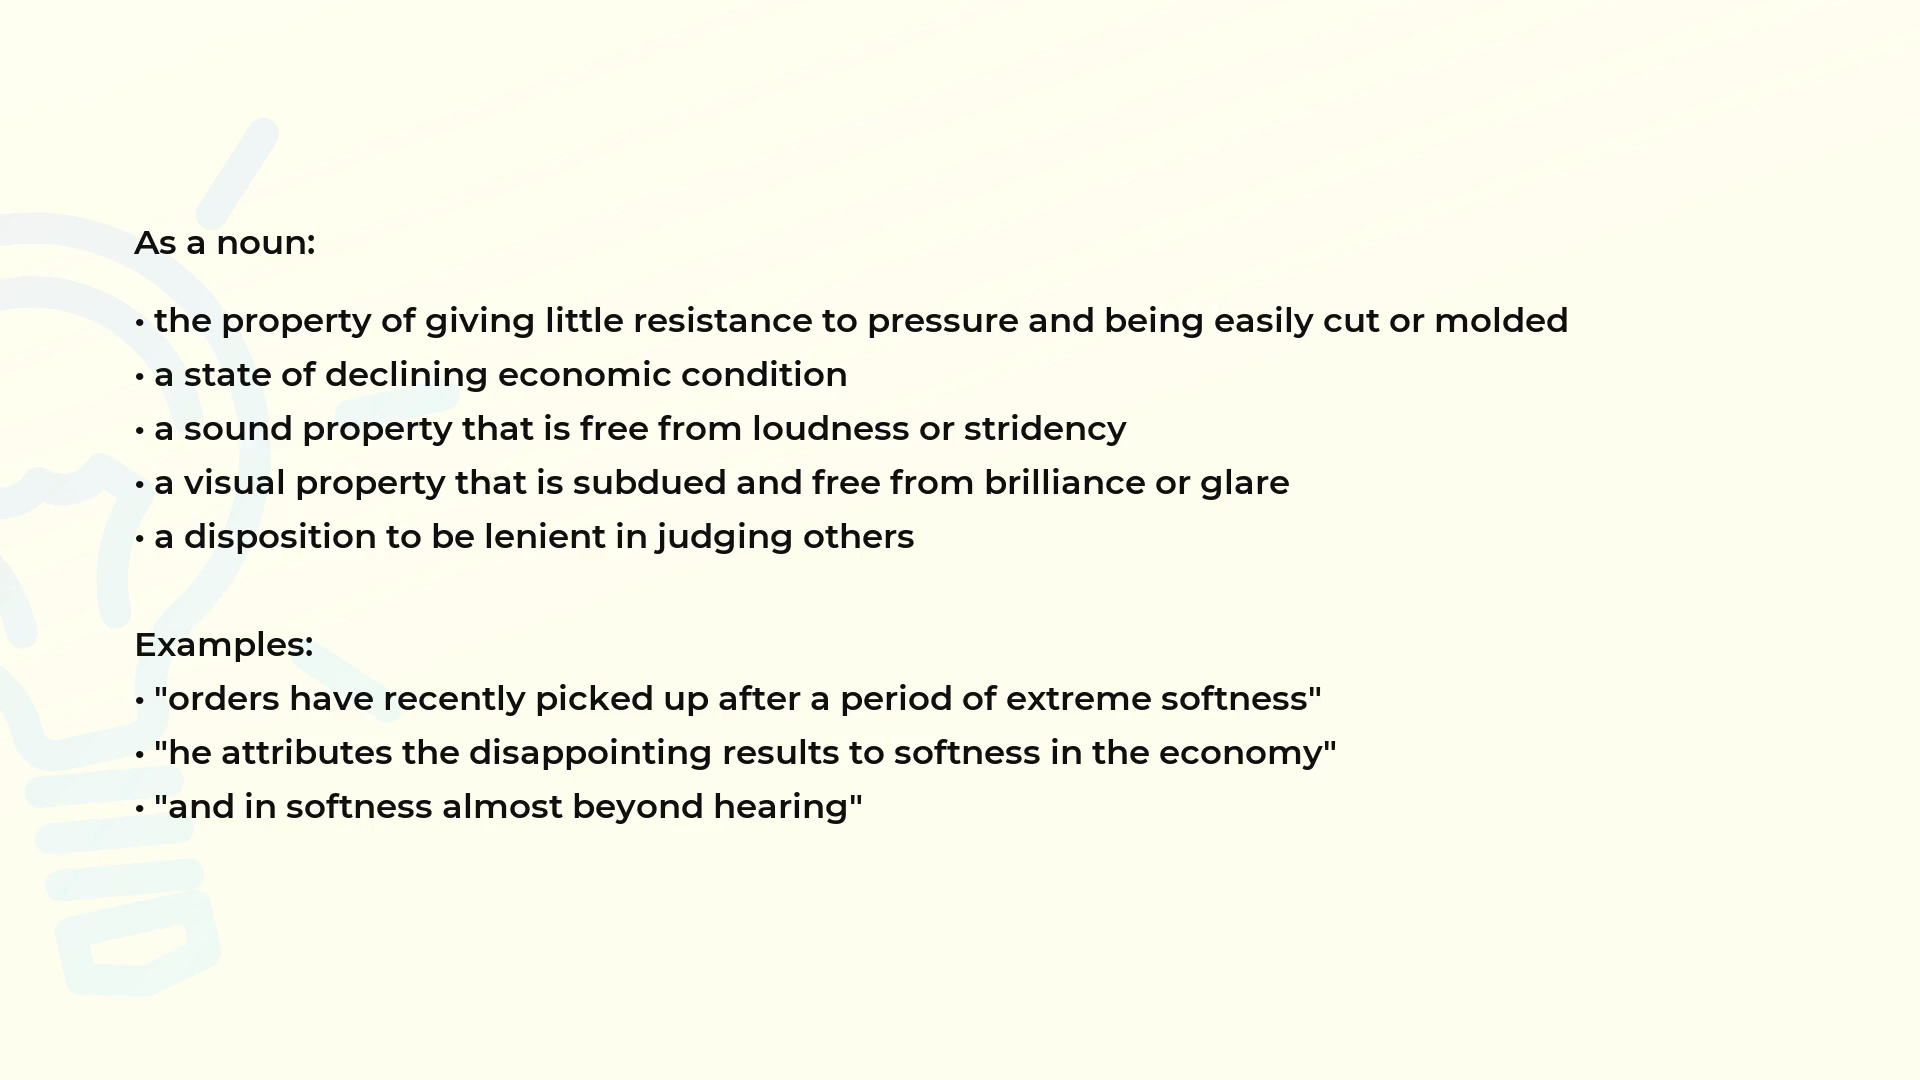 As a noun:
• the property of giving little resistance to pressure and being easily cut or molded
• a state of declining economic condition
• a sound property that is free from loudness or stridency
• a visual property that is subdued and free from brilliance or glare
• a disposition to be lenient in judging others
Examples:
• "orders have recently picked up after a period of extreme softness"
• "he attributes the disappointing results to softness in the economy"
• "and in softness almost beyond hearing"